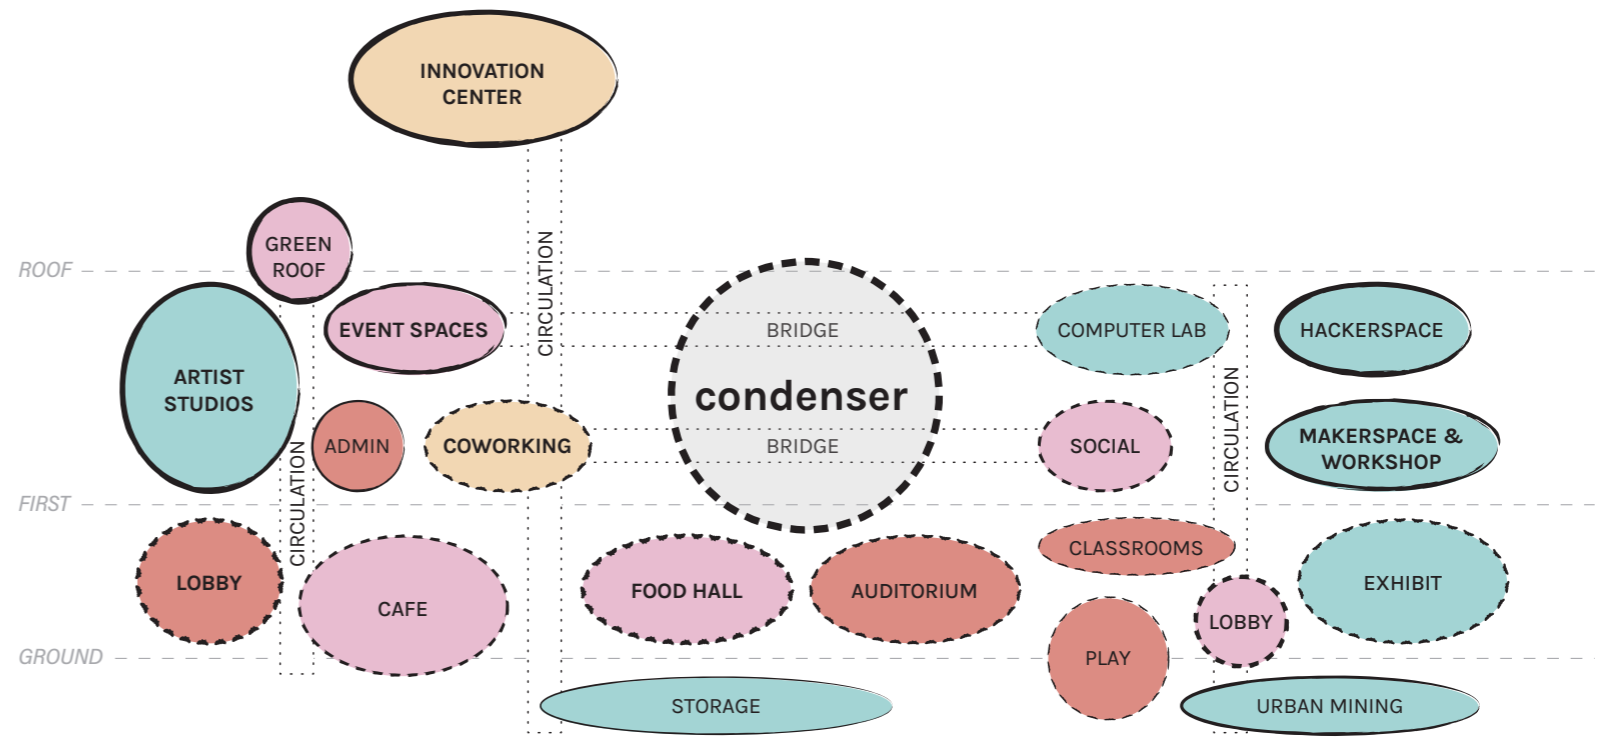 INNOVATION
CENTER
GREEN
ROOF
ROOF
CIRCULATION
EVENT SPACES
BRIDGE
COMPUTER LAB
HACKERSPACE
ARTIST
STUDIOS
condenser
CIRCULATION
ADMIN
COWORKING
BRIDGE
SOCIAL
MAKERSPACE &
WORKSHOP
CIRCULATION
FIRST
LOBBY
CAFE
FOOD HALL
AUDITORIUM
CLASSROOMS
EXHIBIT
LOBBY
GROUND
PLAY
STORAGE
URBAN MINING